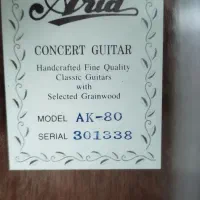 Aria
CONCERT GUITAR
Handcrafted Fine Quality
Classic Guitars
with
Selected Grainwood
MODEL AK-80
SERIAL 301338